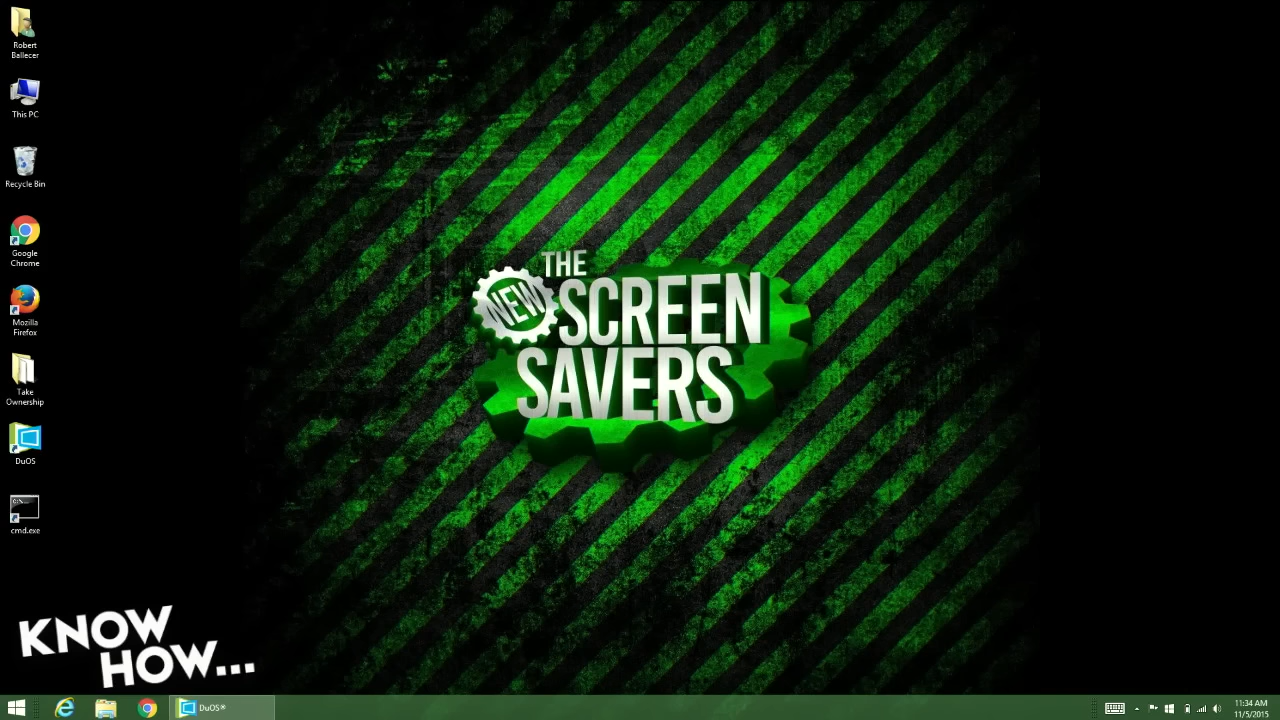 Robert
Ballecer
This PC
Recycle Bin
Google
Chrome
Mozilla
Firefox
Take
Ownership
DuOS
C:\_
cmd.exe
THE
NEW
SCREEN
SAVERS
KNOW
HOW...
DuOS®
11:34 AM
11/5/2015